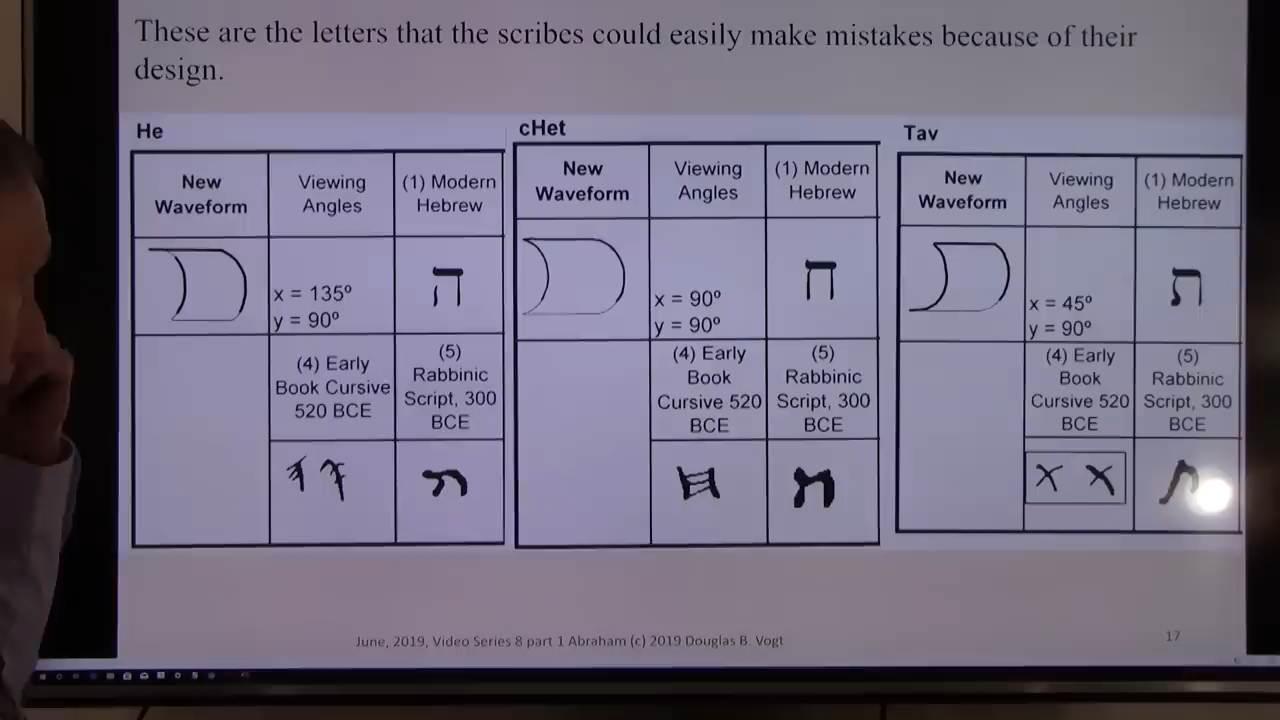 These are the letters that the scribes could easily make mistakes because of their
design.
He
New
Waveform
Viewing
Angles
(1) Modern
Hebrew
x = 135º
y = 90º
ה
(4) Early
Book Cursive
520 BCE
(5)
Rabbinic
Script, 300
BCE
cHet
New
Waveform
Viewing
Angles
(1) Modern
Hebrew
x = 90º
y = 90º
ח
(4) Early
Book
Cursive 520
BCE
(5)
Rabbinic
Script, 300
BCE
Tav
New
Waveform
Viewing
Angles
(1) Modern
Hebrew
x = 45º
y = 90º
ת
(4) Early
Book
Cursive 520
BCE
(5)
Rabbinic
Script, 300
BCE
June, 2019, Video Series 8 part 1 Abraham (c) 2019 Douglas B. Vogt
17